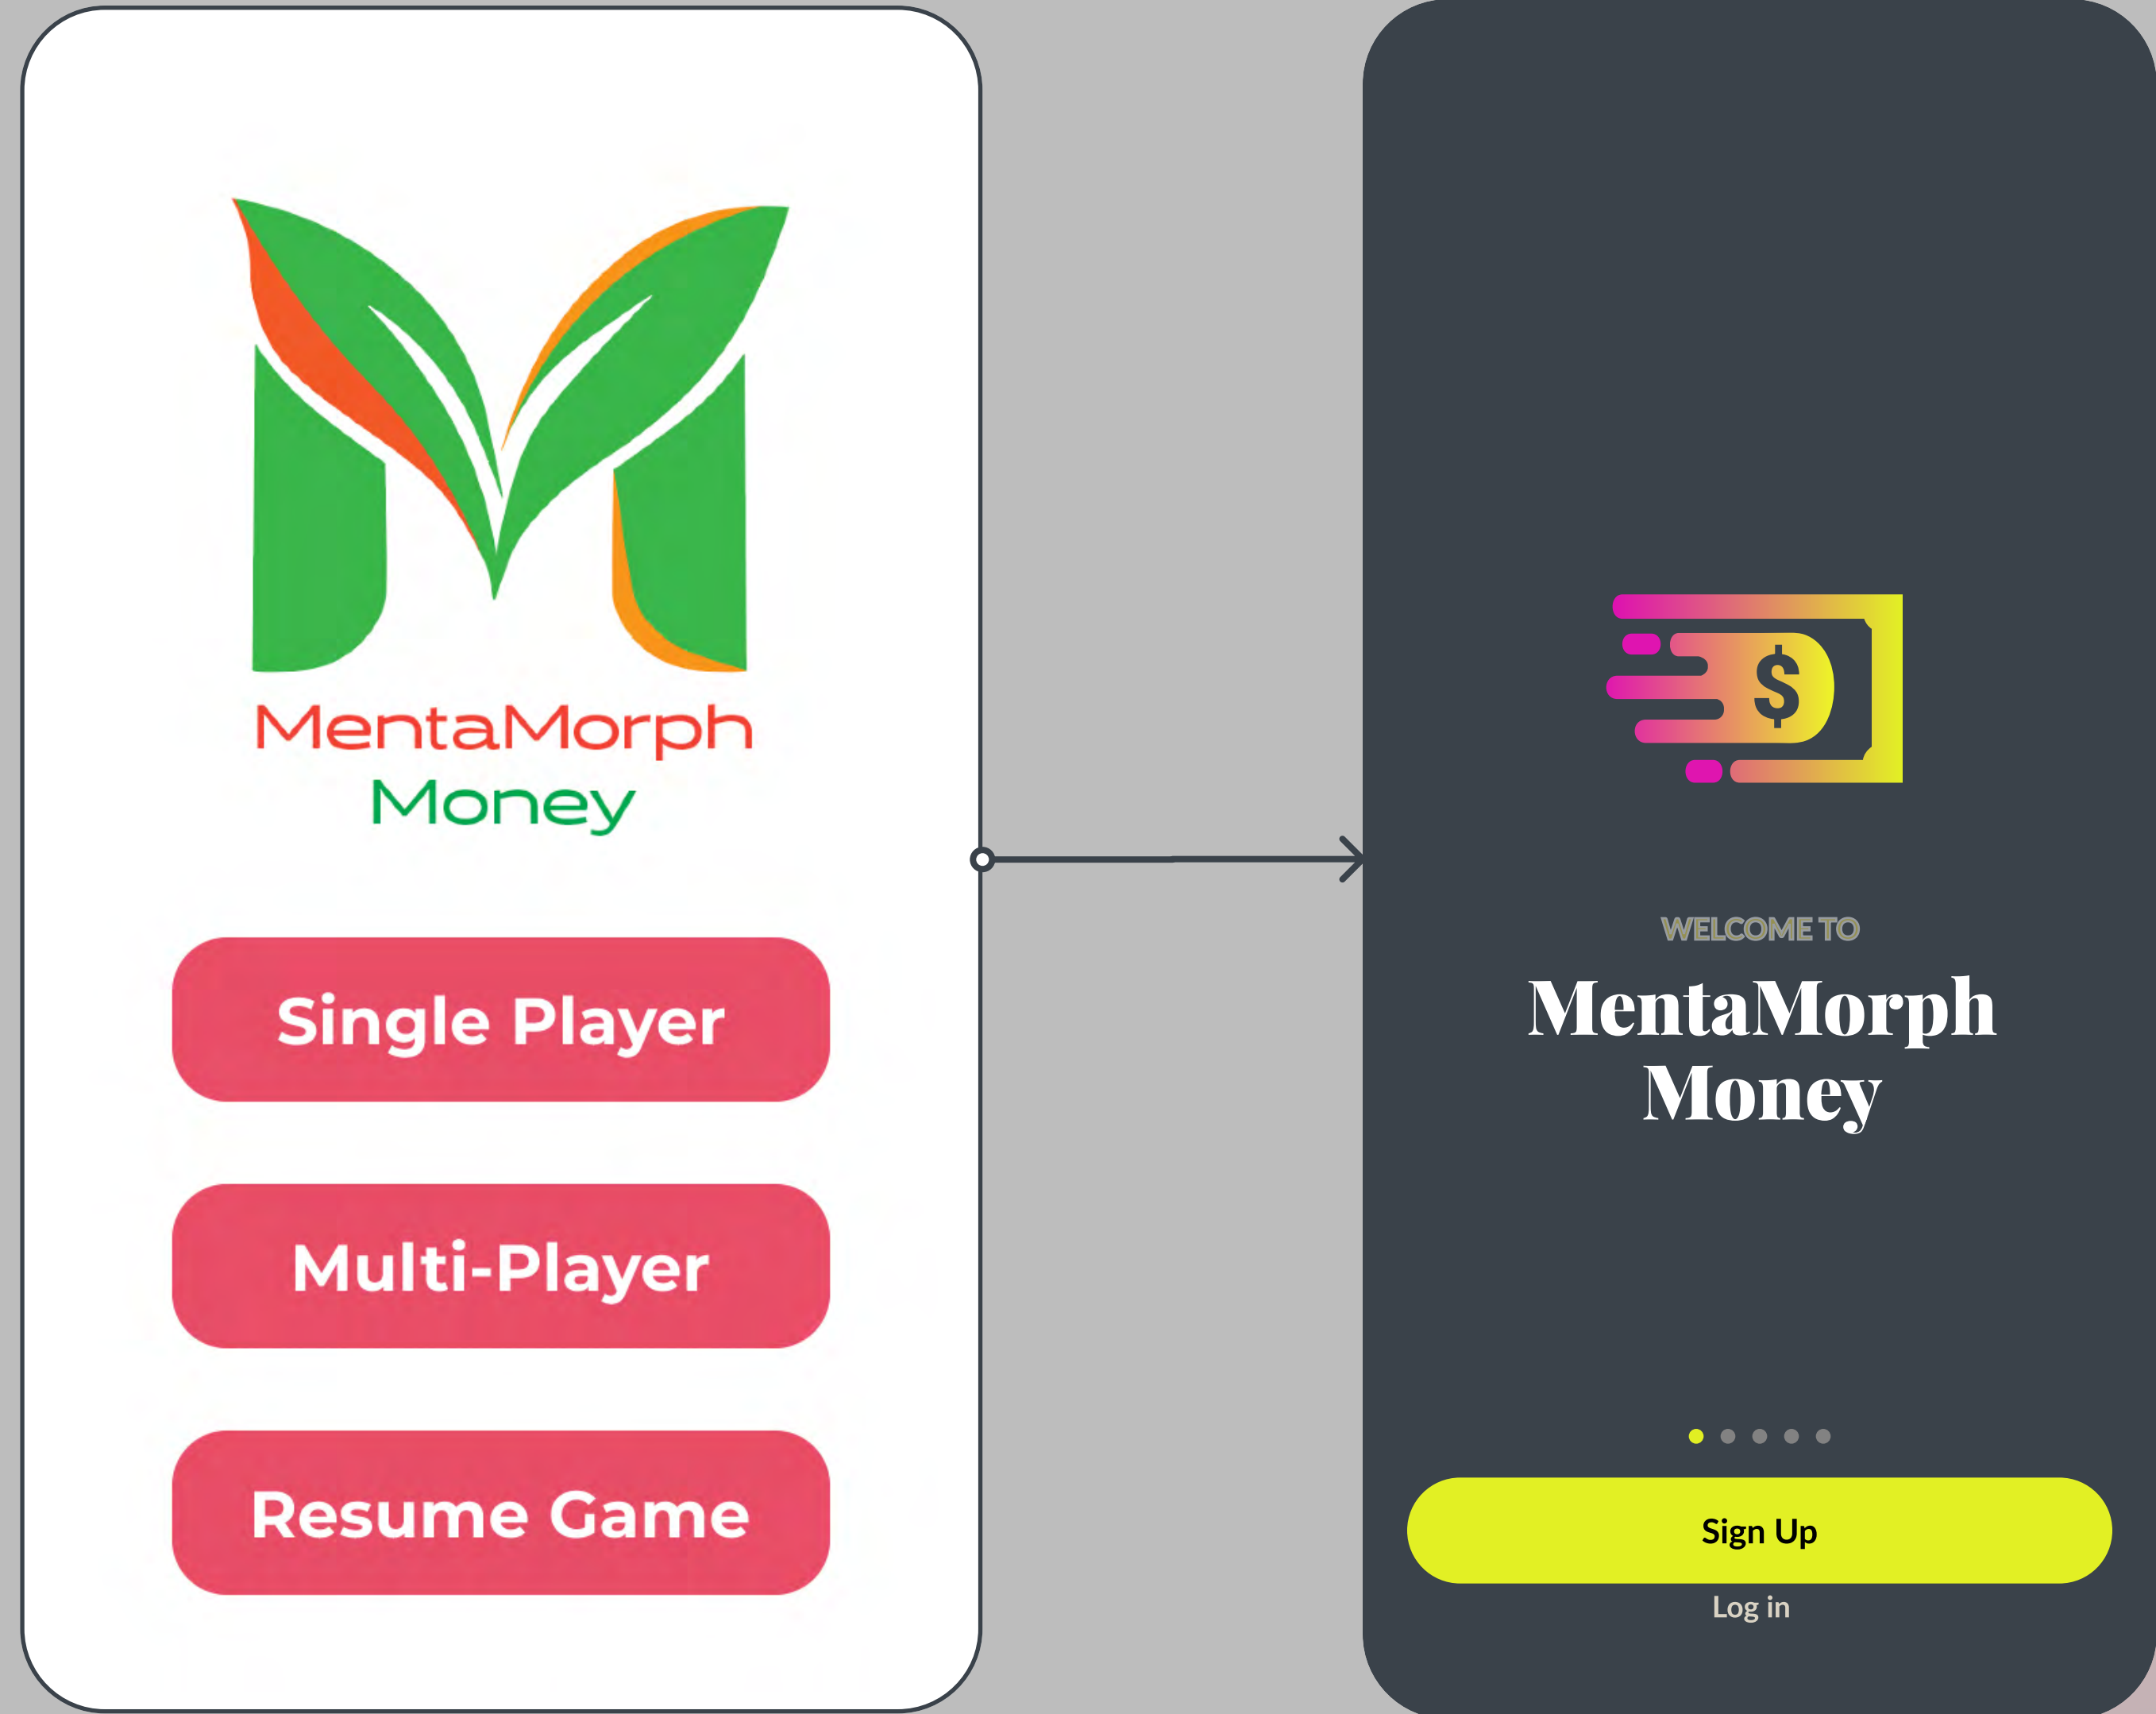 MentaMorph
Money
Single Player
Multi-Player
Resume Game
$
WELCOME TO
MentaMorph
Money
Sign Up
Log in